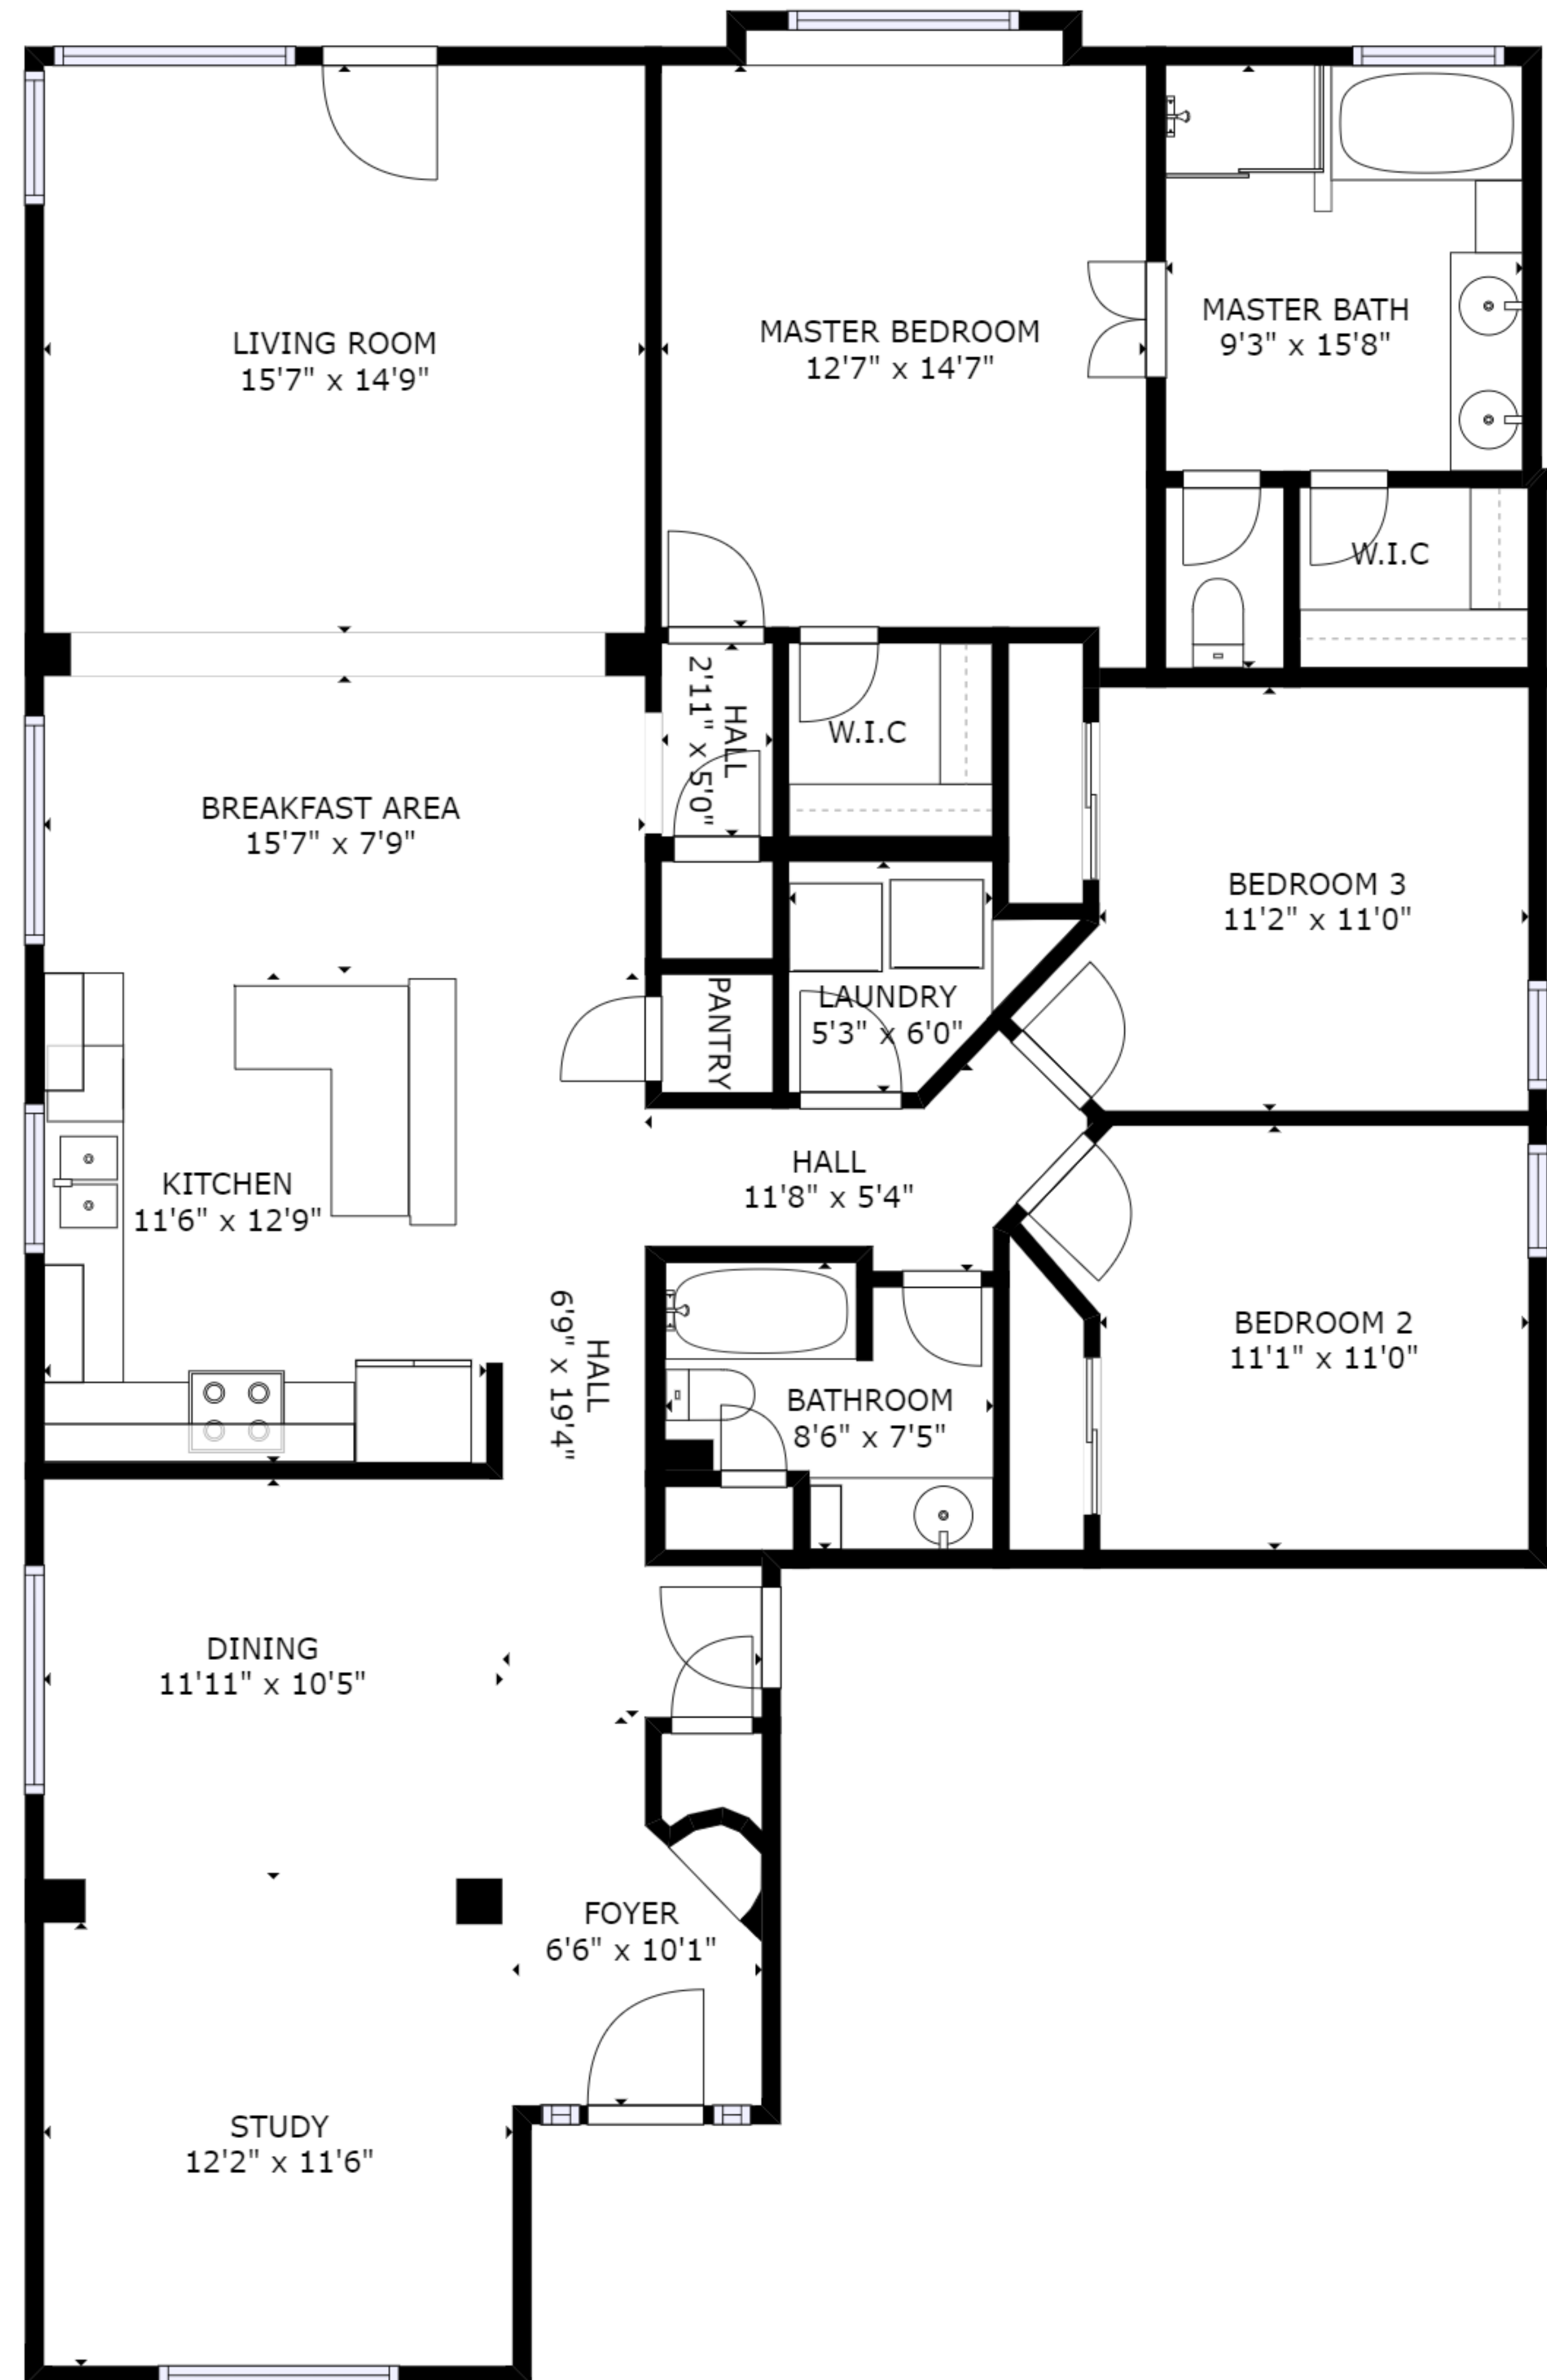 LIVING ROOM
15'7" x 14'9"
MASTER BEDROOM
12'7" x 14'7"
MASTER BATH
9'3" x 15'8"
W.I.C
HALL
2'11" x 5'0"
W.I.C
BREAKFAST AREA
15'7" x 7'9"
BEDROOM 3
11'2" x 11'0"
PANTRY
LAUNDRY
5'3" x 6'0"
KITCHEN
11'6" x 12'9"
HALL
11'8" x 5'4"
HALL
6'9" x 19'4"
BEDROOM 2
11'1" x 11'0"
BATHROOM
8'6" x 7'5"
DINING
11'11" x 10'5"
FOYER
6'6" x 10'1"
STUDY
12'2" x 11'6"